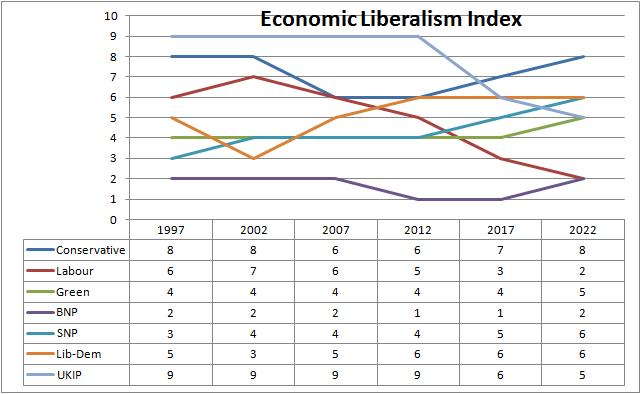 Economic Liberalism Index
10
9
8
7
6
5
4
3
2
1
0
1997 2002 2007 2012 2017 2022
Conservative 8 8 6 6 7 8
Labour 6 7 6 5 3 2
Green 4 4 4 4 4 5
BNP 2 2 2 1 1 2
SNP 3 4 4 4 5 6
Lib-Dem 5 3 5 6 6 6
UKIP 9 9 9 9 6 5